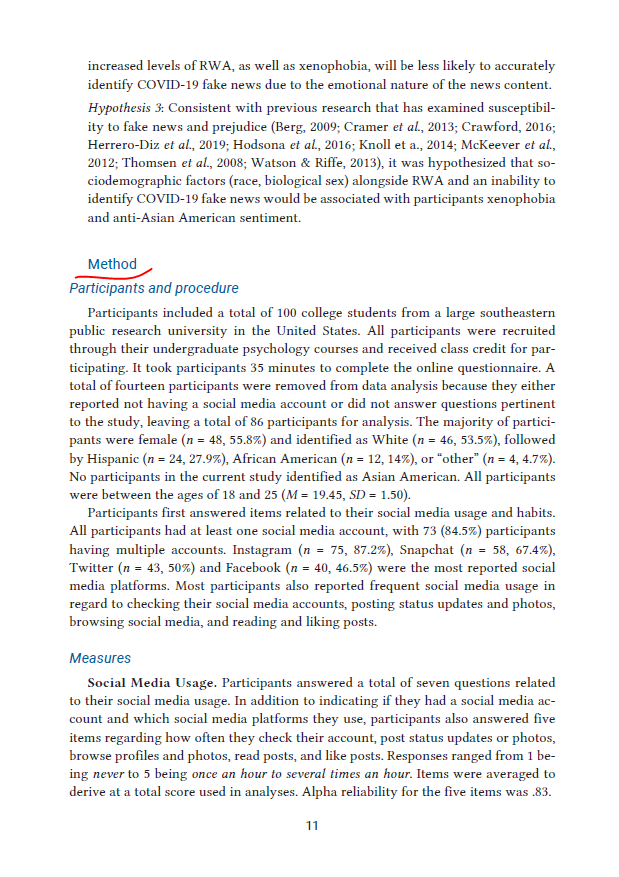 increased levels of RWA, as well as xenophobia, will be less likely to accurately
identify COVID-19 fake news due to the emotional nature of the news content.
Hypothesis 3: Consistent with previous research that has examined susceptibil-
ity to fake news and prejudice (Berg, 2009; Cramer et al., 2013; Crawford, 2016;
Herrero-Diz et al., 2019; Hodsona et al., 2016; Knoll et a., 2014; McKeever et al.,
2012; Thomsen et al., 2008; Watson & Riffe, 2013), it was hypothesized that so-
ciodemographic factors (race, biological sex) alongside RWA and an inability to
identify COVID-19 fake news would be associated with participants xenophobia
and anti-Asian American sentiment.
Method
Participants and procedure
Participants included a total of 100 college students from a large southeastern
public research university in the United States. All participants were recruited
through their undergraduate psychology courses and received class credit for par-
ticipating. It took participants 35 minutes to complete the online questionnaire. A
total of fourteen participants were removed from data analysis because they either
reported not having a social media account or did not answer questions pertinent
to the study, leaving a total of 86 participants for analysis. The majority of partici-
pants were female (n = 48, 55.8%) and identified as White (n = 46, 53.5%), followed
by Hispanic (n = 24, 27.9%), African American (n = 12, 14%), or “other” (n = 4, 4.7%).
No participants in the current study identified as Asian American. All participants
were between the ages of 18 and 25 (M = 19.45, SD = 1.50).
Participants first answered items related to their social media usage and habits.
All participants had at least one social media account, with 73 (84.5%) participants
having multiple accounts. Instagram (n = 75, 87.2%), Snapchat (n = 58, 67.4%),
Twitter (n = 43, 50%) and Facebook (n = 40, 46.5%) were the most reported social
media platforms. Most participants also reported frequent social media usage in
regard to checking their social media accounts, posting status updates and photos,
browsing social media, and reading and liking posts.
Measures
Social Media Usage. Participants answered a total of seven questions related
to their social media usage. In addition to indicating if they had a social media ac-
count and which social media platforms they use, participants also answered five
items regarding how often they check their account, post status updates or photos,
browse profiles and photos, read posts, and like posts. Responses ranged from 1 be-
ing never to 5 being once an hour to several times an hour. Items were averaged to
derive at a total score used in analyses. Alpha reliability for the five items was .83.
11